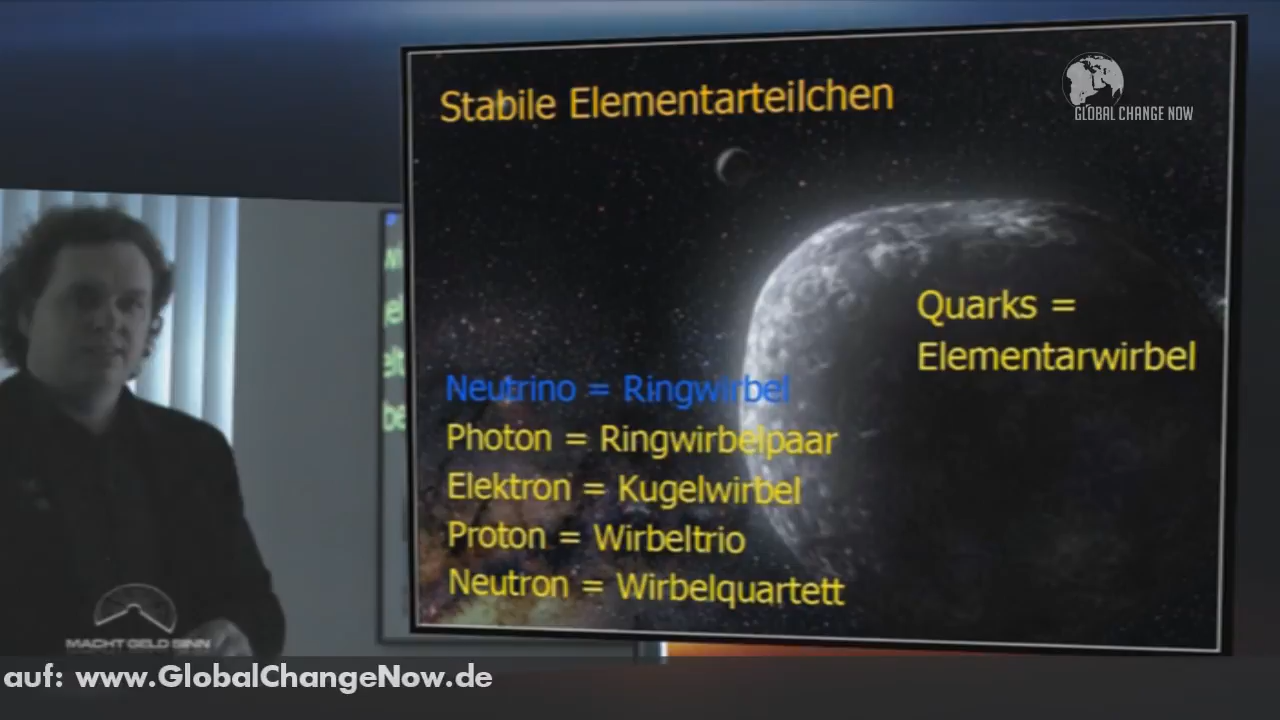 Stabile Elementarteilchen
GLOBAL CHANGE NOW
Quarks =
Elementarwirbel
Neutrino = Ringwirbel
Photon = Ringwirbelpaar
Elektron = Kugelwirbel
Proton = Wirbeltrio
Neutron = Wirbelquartett
MACHT GELD SINN
auf: www.GlobalChangeNow.de